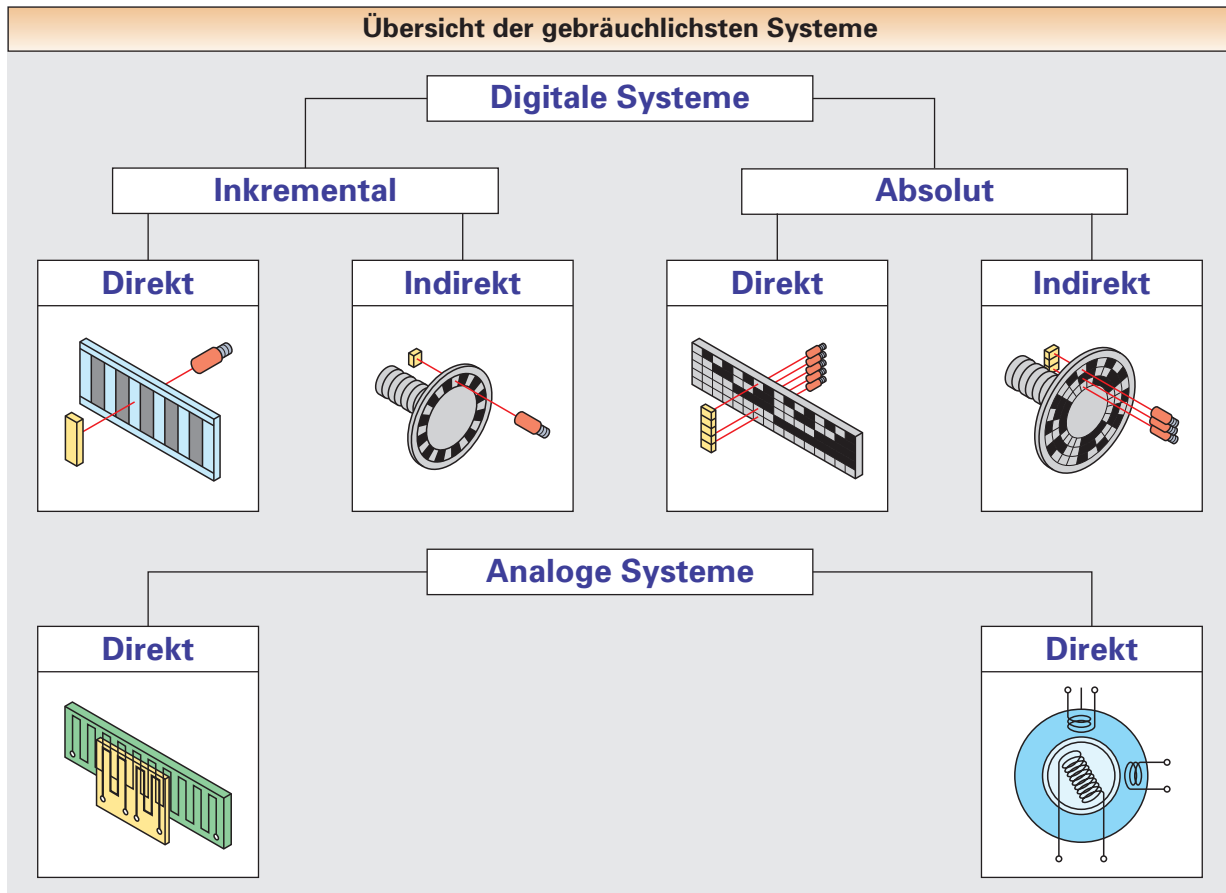 Übersicht der gebräuchlichsten Systeme
Digitale Systeme
Inkremental
Absolut
Direkt
Indirekt
Direkt
Indirekt
Analoge Systeme
Direkt
Direkt